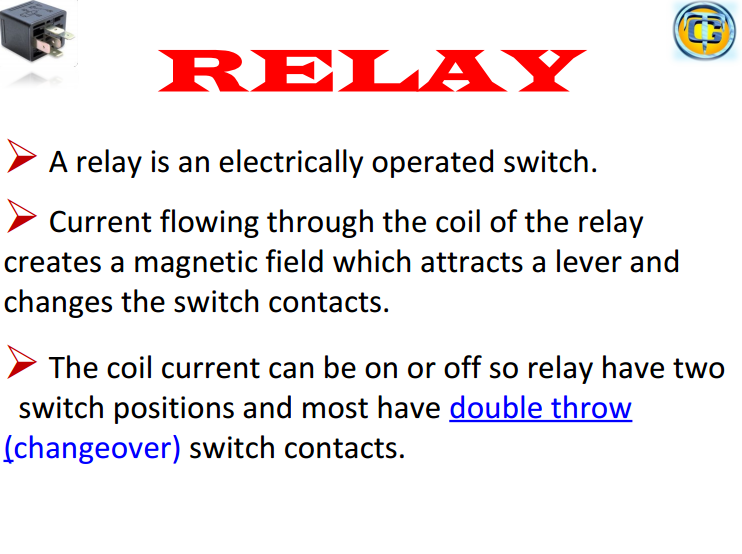 RELAY
A relay is an electrically operated switch.
Current flowing through the coil of the relay
creates a magnetic field which attracts a lever and
changes the switch contacts.
The coil current can be on or off so relay have two
switch positions and most have double throw
(changeover) switch contacts.